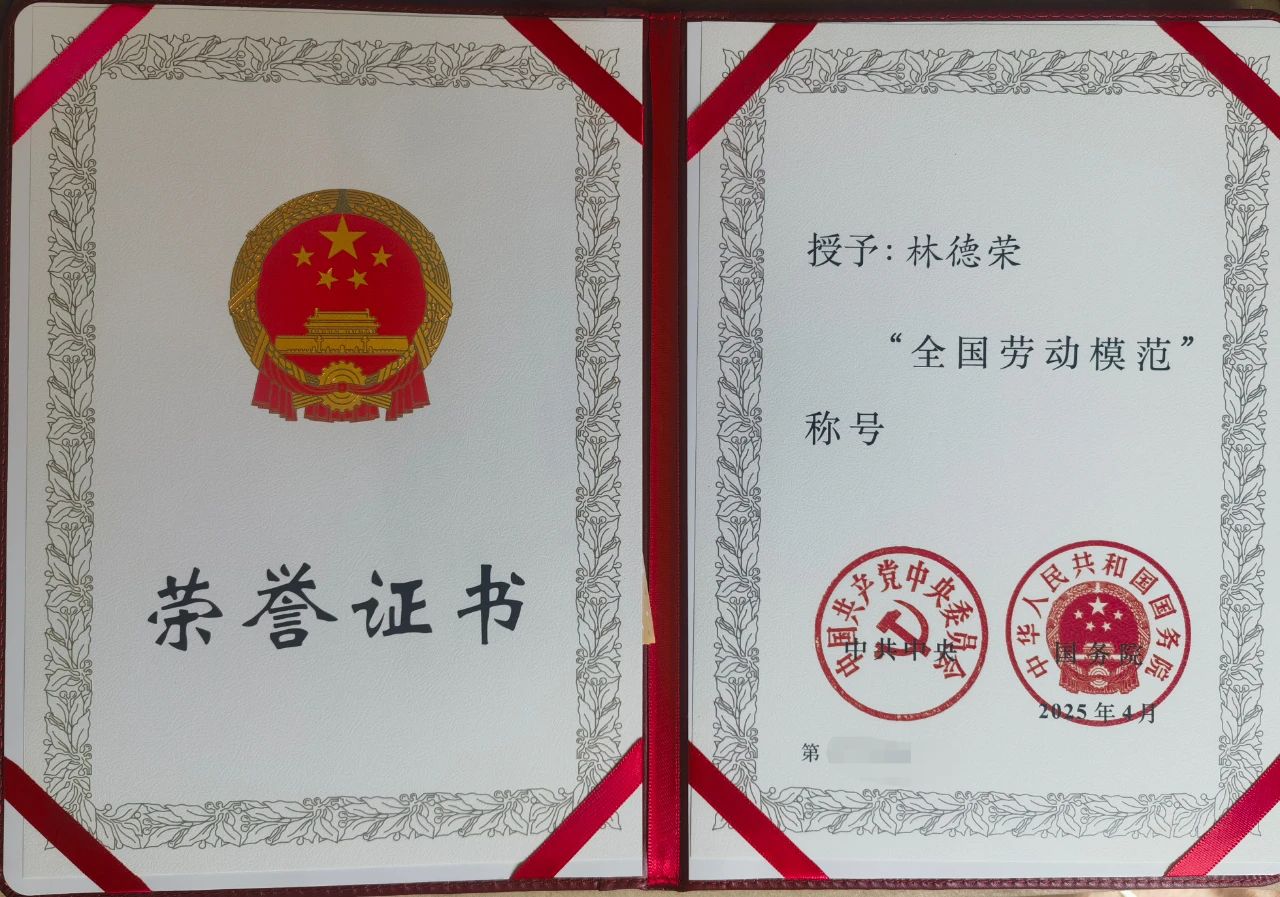 荣誉证书
授予：林德荣
“全国劳动模范”
称号
中国共产党中央委员会
中共中央
中华人民共和国国务院
国务院
2025年4月
第